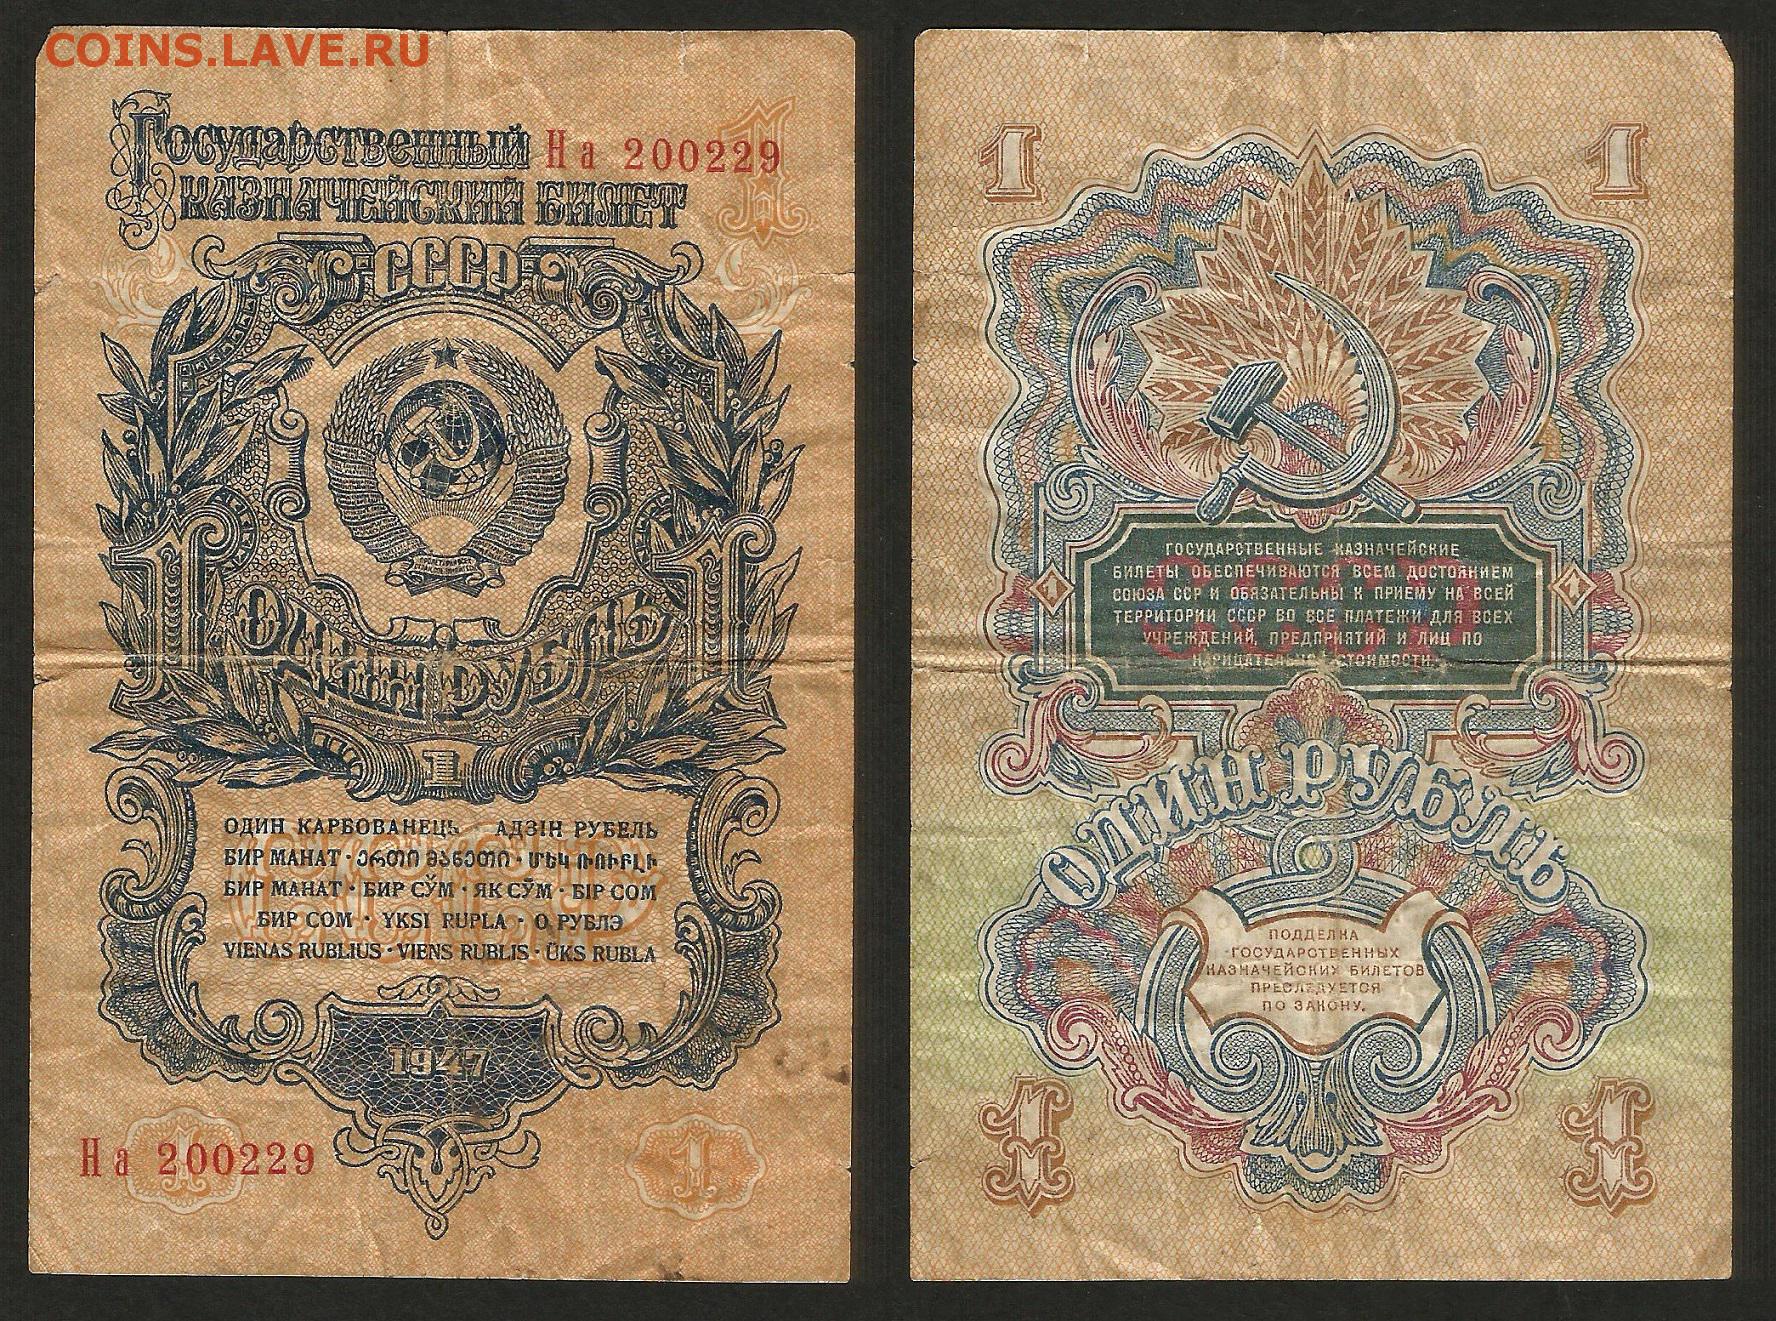 COINS.LAVE.RU
Государственный На 200229
казначейский билет
СССР
1
1 1
Один рубль
1
ОДИН КАРБОВАНЕЦЬ АДЗІН РУБЕЛЬ
БИР МАНАТ · ერთი მანეთი · ՄԵԿ ՌՈՒԲԼԻ
БИР МАНАТ · БИР СЎМ · ЯК СӮМ · БІР СОМ
БИР СОМ · YKSI RUPLA · О РУБЛЭ
VIENAS RUBLIUS · VIENS RUBLIS · ÜKS RUBLA
1947
На 200229 1 1
1 1
ГОСУДАРСТВЕННЫЕ КАЗНАЧЕЙСКИЕ
БИЛЕТЫ ОБЕСПЕЧИВАЮТСЯ ВСЕМ ДОСТОЯНИЕМ
СОЮЗА ССР И ОБЯЗАТЕЛЬНЫ К ПРИЕМУ НА ВСЕЙ
ТЕРРИТОРИИ СССР ВО ВСЕ ПЛАТЕЖИ ДЛЯ ВСЕХ
УЧРЕЖДЕНИЙ, ПРЕДПРИЯТИЙ И ЛИЦ ПО
НАРИЦАТЕЛЬНОЙ СТОИМОСТИ.
ОДИН РУБЛЬ
ПОДДЕЛКА
ГОСУДАРСТВЕННЫХ
КАЗНАЧЕЙСКИХ БИЛЕТОВ
ПРЕСЛЕДУЕТСЯ
ПО ЗАКОНУ.
1 1